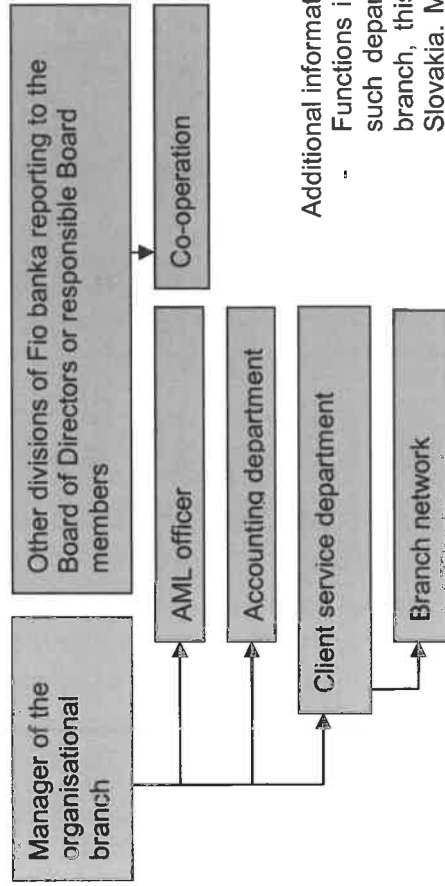 Manager of the
organisational
branch
Other divisions of Fio banka reporting to the
Board of Directors or responsible Board
members
AML officer
Co-operation
Accounting department
Client service department
Branch network
Additional informat
- Functions i
such depar
branch, this
Slovakia. M